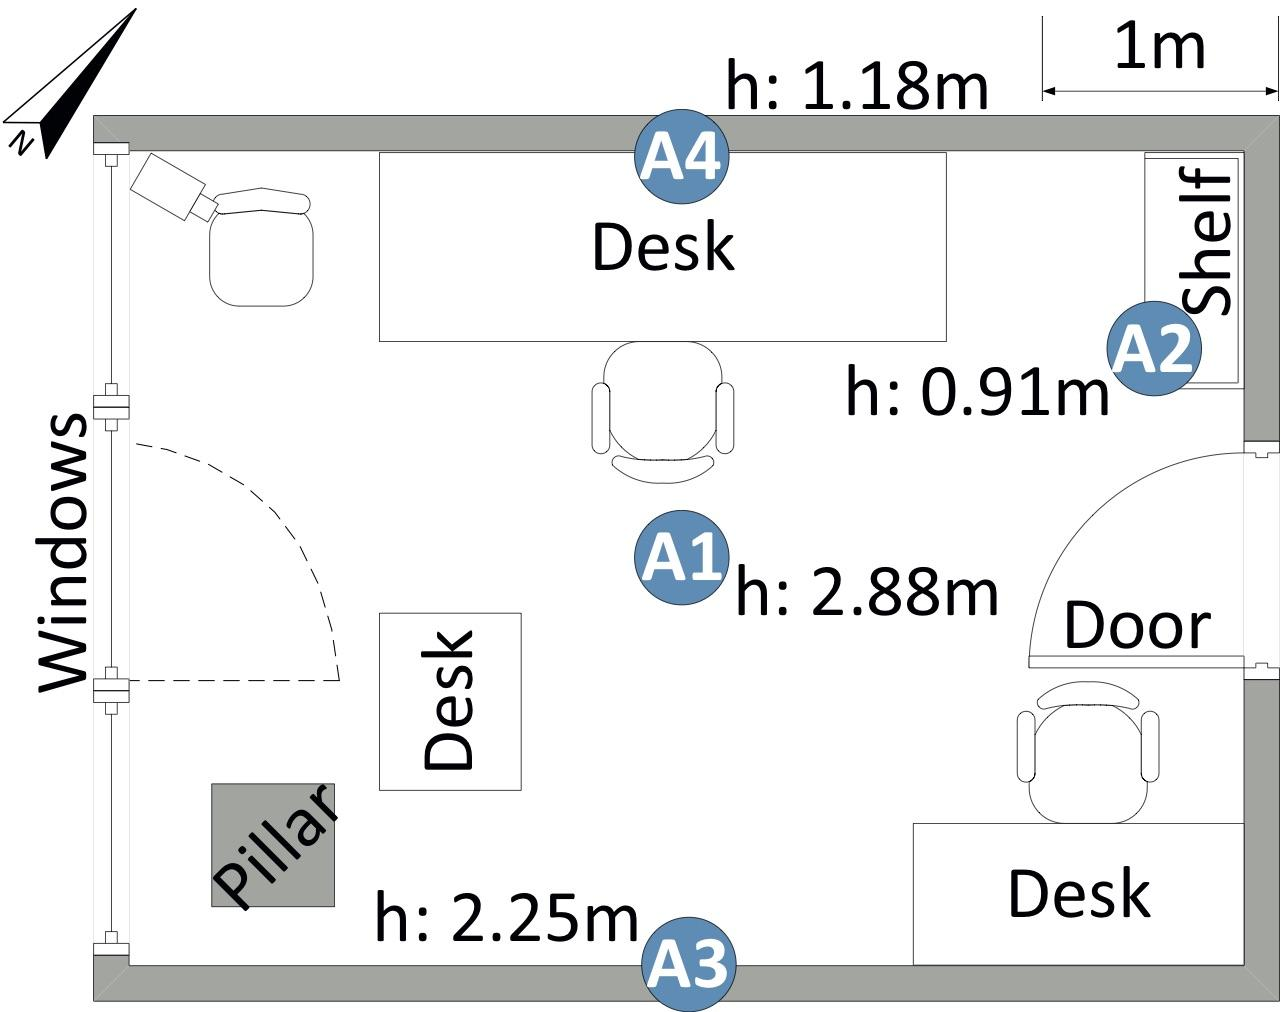 1m
h: 1.18m
N
A4
Desk
Shelf
A2
h: 0.91m
Windows
A1
h: 2.88m
Door
Desk
Pillar
h: 2.25m
Desk
A3